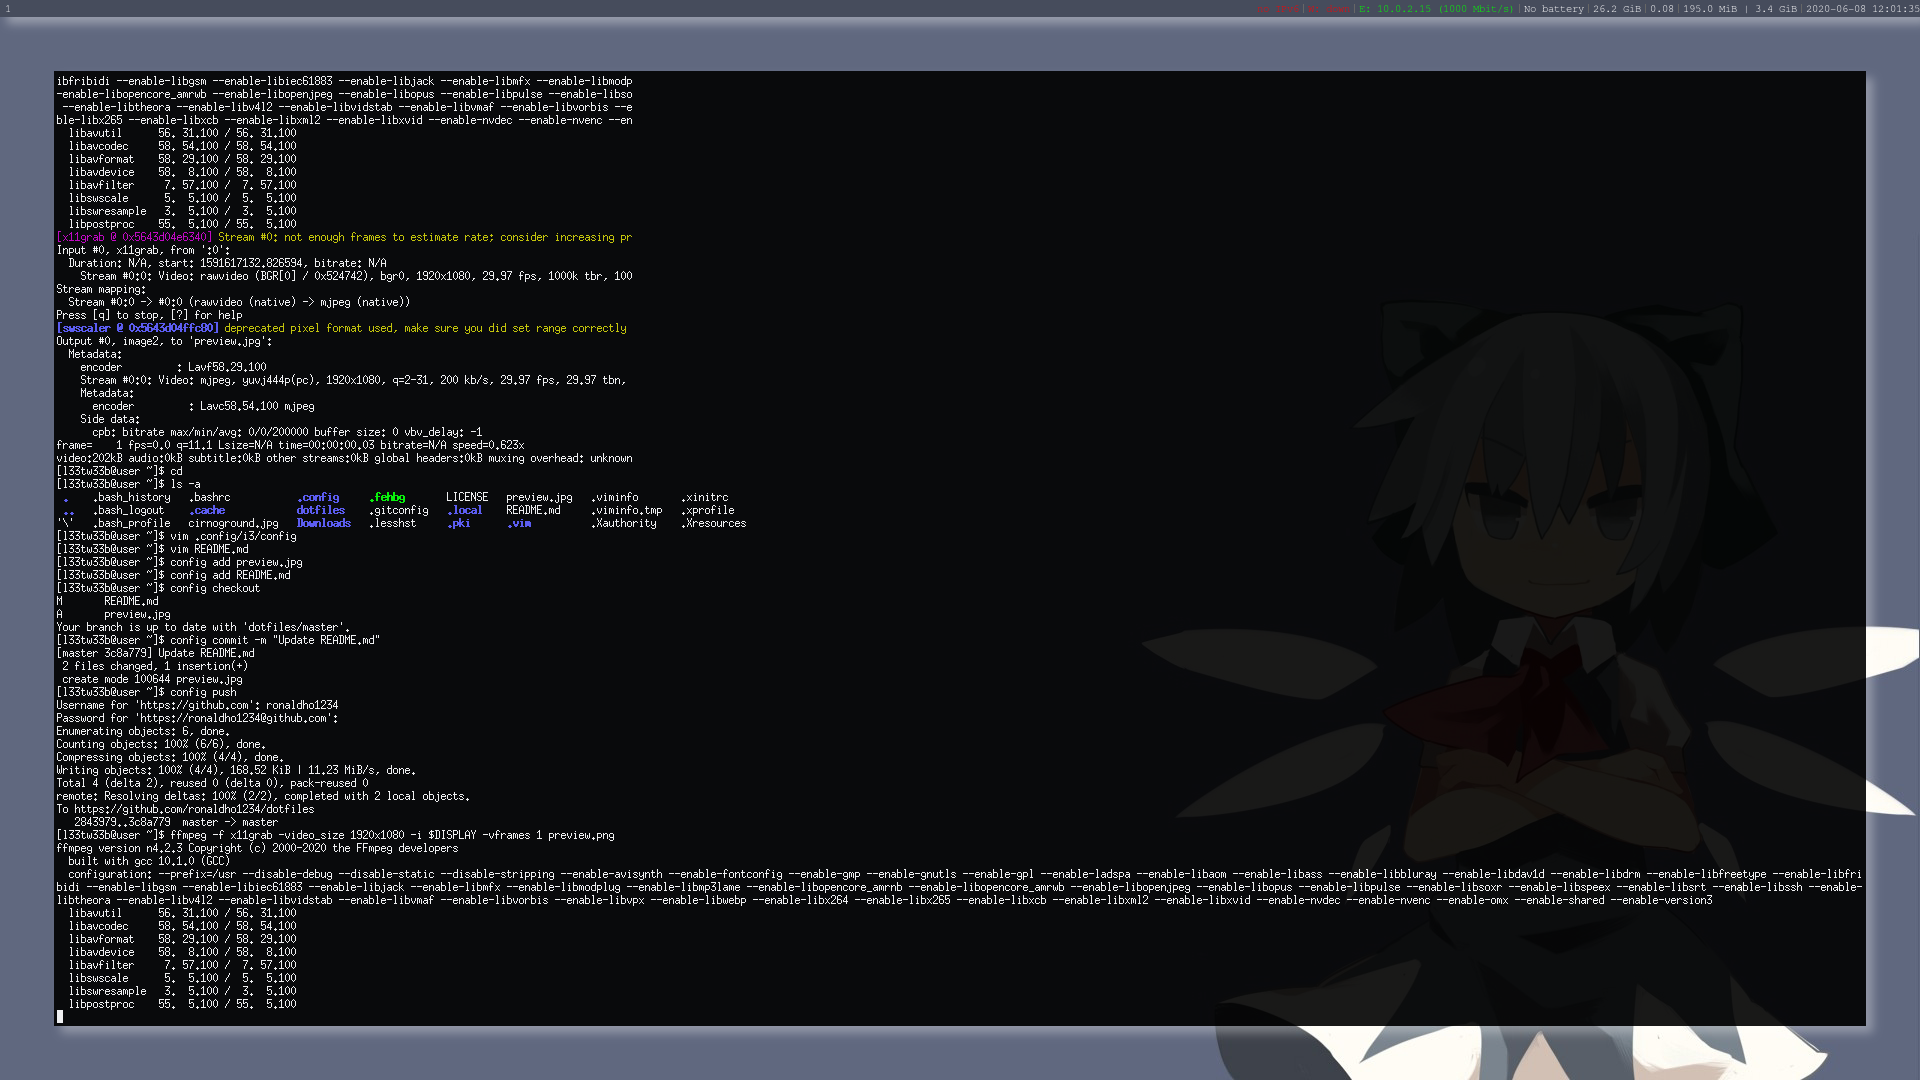 1
E: 10.0.2.15 (1000 Mbit/s)|No battery|26.2 GiB|0.08|195.0 MiB | 3.4 GiB|2020-06-08 12:01:35
ibfribidi --enable-libgsm --enable-libiec61883 --enable-libjack --enable-libmfx --enable-libmodp
-enable-libopencore_amrwb --enable-libopenjpeg --enable-libopus --enable-libpulse --enable-libso
 --enable-libtheora --enable-libv4l2 --enable-libvidstab --enable-libvmaf --enable-libvorbis --e
ble-libx265 --enable-libxcb --enable-libxml2 --enable-libxvid --enable-nvdec --enable-nvenc --en
  libavutil      56. 31.100 / 56. 31.100
  libavcodec     58. 54.100 / 58. 54.100
  libavformat    58. 29.100 / 58. 29.100
  libavdevice    58.  8.100 / 58.  8.100
  libavfilter     7. 57.100 /  7. 57.100
  libswscale      5.  5.100 /  5.  5.100
  libswresample   3.  5.100 /  3.  5.100
  libpostproc    55.  5.100 / 55.  5.100
[x11grab @ 0x5643d04e6340] Stream #0: not enough frames to estimate rate; consider increasing pr
Input #0, x11grab, from ':0':
  Duration: N/A, start: 1591617132.826594, bitrate: N/A
    Stream #0:0: Video: rawvideo (BGR[0] / 0x524742), bgr0, 1920x1080, 29.97 fps, 1000k tbr, 100
Stream mapping:
  Stream #0:0 -> #0:0 (rawvideo (native) -> mjpeg (native))
Press [q] to stop, [?] for help
[swscaler @ 0x5643d04ffc80] deprecated pixel format used, make sure you did set range correctly
Output #0, image2, to 'preview.jpg':
  Metadata:
    encoder         : Lavf58.29.100
    Stream #0:0: Video: mjpeg, yuvj444p(pc), 1920x1080, q=2-31, 200 kb/s, 29.97 fps, 29.97 tbn,
    Metadata:
      encoder         : Lavc58.54.100 mjpeg
    Side data:
      cpb: bitrate max/min/avg: 0/0/200000 buffer size: 0 vbv_delay: -1
frame=    1 fps=0.0 q=11.1 Lsize=N/A time=00:00:00.03 bitrate=N/A speed=0.623x
video:202kB audio:0kB subtitle:0kB other streams:0kB global headers:0kB muxing overhead: unknown
[l33tw33b@user ~]$ cd
[l33tw33b@user ~]$ ls -a
 .    .bash_history   .bashrc           .config     .fehbg       LICENSE   preview.jpg   .viminfo       .xinitrc
 ..   .bash_logout    .cache            dotfiles    .gitconfig   .local    README.md     .viminfo.tmp   .xprofile
'\'   .bash_profile   cirnoground.jpg   Downloads   .lesshst     .pki      .vim          .Xauthority    .Xresources
[l33tw33b@user ~]$ vim .config/i3/config
[l33tw33b@user ~]$ vim README.md
[l33tw33b@user ~]$ config add preview.jpg
[l33tw33b@user ~]$ config add README.md
[l33tw33b@user ~]$ config checkout
M       README.md
A       preview.jpg
Your branch is up to date with 'dotfiles/master'.
[l33tw33b@user ~]$ config commit -m "Update README.md"
[master 3c8a779] Update README.md
 2 files changed, 1 insertion(+)
 create mode 100644 preview.jpg
[l33tw33b@user ~]$ config push
Username for 'https://github.com': ronaldho1234
Password for 'https://ronaldho1234@github.com':
Enumerating objects: 6, done.
Counting objects: 100% (6/6), done.
Compressing objects: 100% (4/4), done.
Writing objects: 100% (4/4), 168.52 KiB | 11.23 MiB/s, done.
Total 4 (delta 2), reused 0 (delta 0), pack-reused 0
remote: Resolving deltas: 100% (2/2), completed with 2 local objects.
To https://github.com/ronaldho1234/dotfiles
   2843979..3c8a779  master -> master
[l33tw33b@user ~]$ ffmpeg -f x11grab -video_size 1920x1080 -i $DISPLAY -vframes 1 preview.png
ffmpeg version n4.2.3 Copyright (c) 2000-2020 the FFmpeg developers
  built with gcc 10.1.0 (GCC)
  configuration: --prefix=/usr --disable-debug --disable-static --disable-stripping --enable-avisynth --enable-fontconfig --enable-gmp --enable-gnutls --enable-gpl --enable-ladspa --enable-libaom --enable-libass --enable-libbluray --enable-libdav1d --enable-libdrm --enable-libfreetype --enable-libfri
bidi --enable-libgsm --enable-libiec61883 --enable-libjack --enable-libmfx --enable-libmodplug --enable-libmp3lame --enable-libopencore_amrnb --enable-libopencore_amrwb --enable-libopenjpeg --enable-libopus --enable-libpulse --enable-libsoxr --enable-libspeex --enable-libsrt --enable-libssh --enable-
libtheora --enable-libv4l2 --enable-libvidstab --enable-libvmaf --enable-libvorbis --enable-libvpx --enable-libwebp --enable-libx264 --enable-libx265 --enable-libxcb --enable-libxml2 --enable-libxvid --enable-nvdec --enable-nvenc --enable-omx --enable-shared --enable-version3
  libavutil      56. 31.100 / 56. 31.100
  libavcodec     58. 54.100 / 58. 54.100
  libavformat    58. 29.100 / 58. 29.100
  libavdevice    58.  8.100 / 58.  8.100
  libavfilter     7. 57.100 /  7. 57.100
  libswscale      5.  5.100 /  5.  5.100
  libswresample   3.  5.100 /  3.  5.100
  libpostproc    55.  5.100 / 55.  5.100